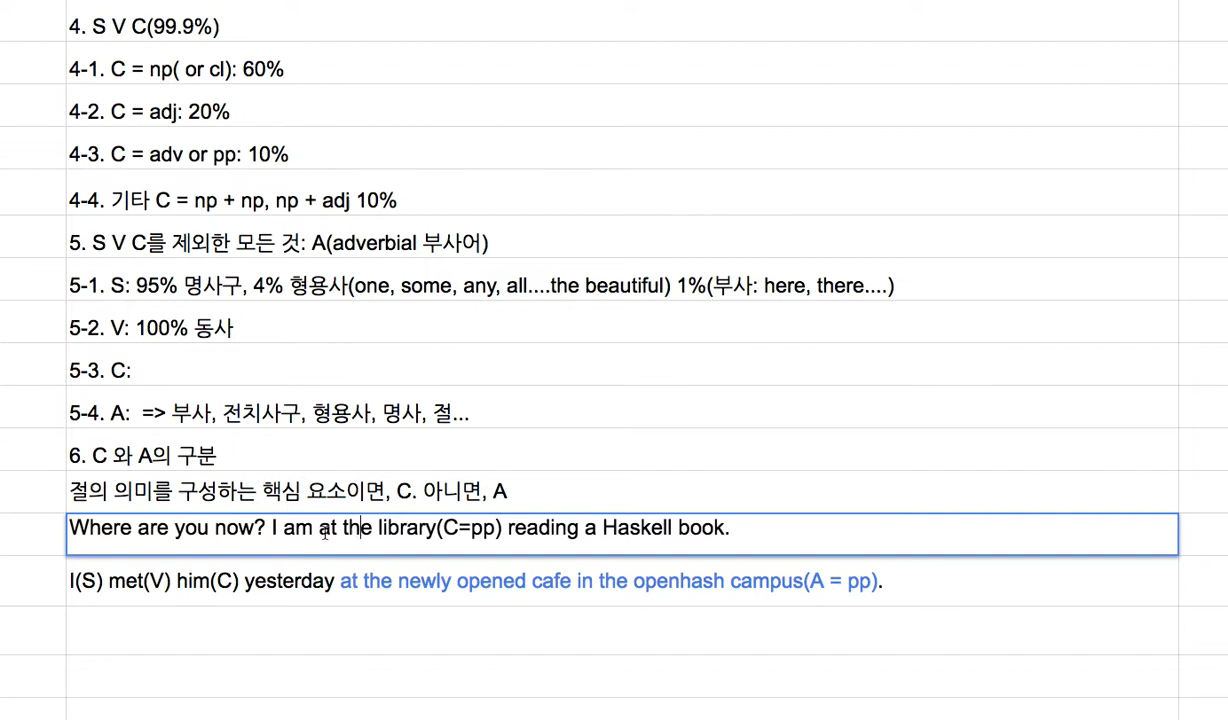 4. S V C(99.9%)
4-1. C = np( or cl): 60%
4-2. C = adj: 20%
4-3. C = adv or pp: 10%
4-4. 기타 C = np + np, np + adj 10%
5. S V C를 제외한 모든 것: A(adverbial 부사어)
5-1. S: 95% 명사구, 4% 형용사(one, some, any, all....the beautiful) 1%(부사: here, there....)
5-2. V: 100% 동사
5-3. C:
5-4. A:  => 부사, 전치사구, 형용사, 명사, 절...
6. C 와 A의 구분
절의 의미를 구성하는 핵심 요소이면, C. 아니면, A
Where are you now? I am at the library(C=pp) reading a Haskell book.
I(S) met(V) him(C) yesterday at the newly opened cafe in the openhash campus(A = pp).